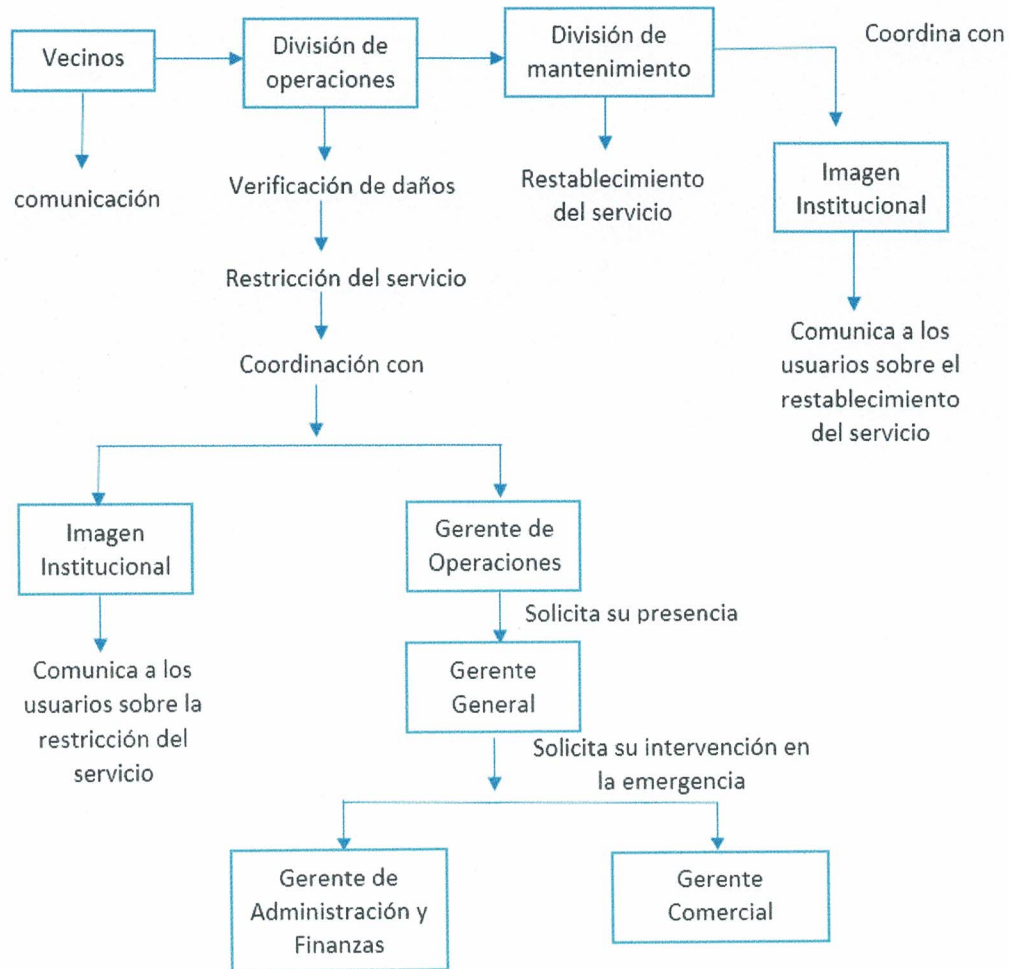 Vecinos
División de
operaciones
División de
mantenimiento
Coordina con
comunicación
Verificación de daños
Restricción del servicio
Coordinación con
Restablecimiento
del servicio
Imagen
Institucional
Comunica a los
usuarios sobre el
restablecimiento
del servicio
Imagen
Institucional
Comunica a los
usuarios sobre la
restricción del
servicio
Gerente de
Operaciones
Solicita su presencia
Gerente
General
Solicita su intervención en
la emergencia
Gerente de
Administración y
Finanzas
Gerente
Comercial